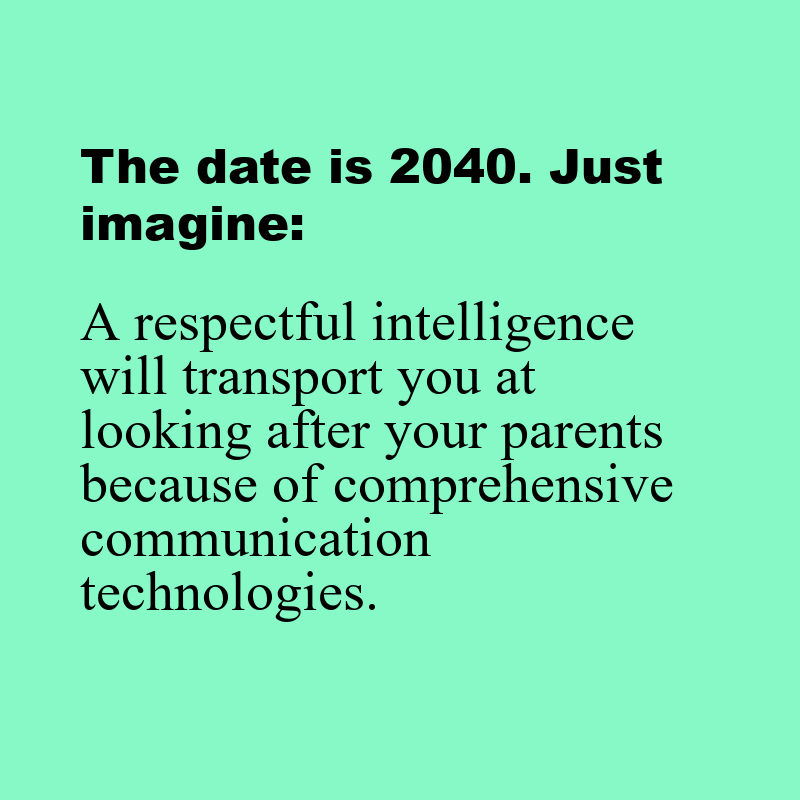 The date is 2040. Just
imagine:
A respectful intelligence
will transport you at
looking after your parents
because of comprehensive
communication
technologies.